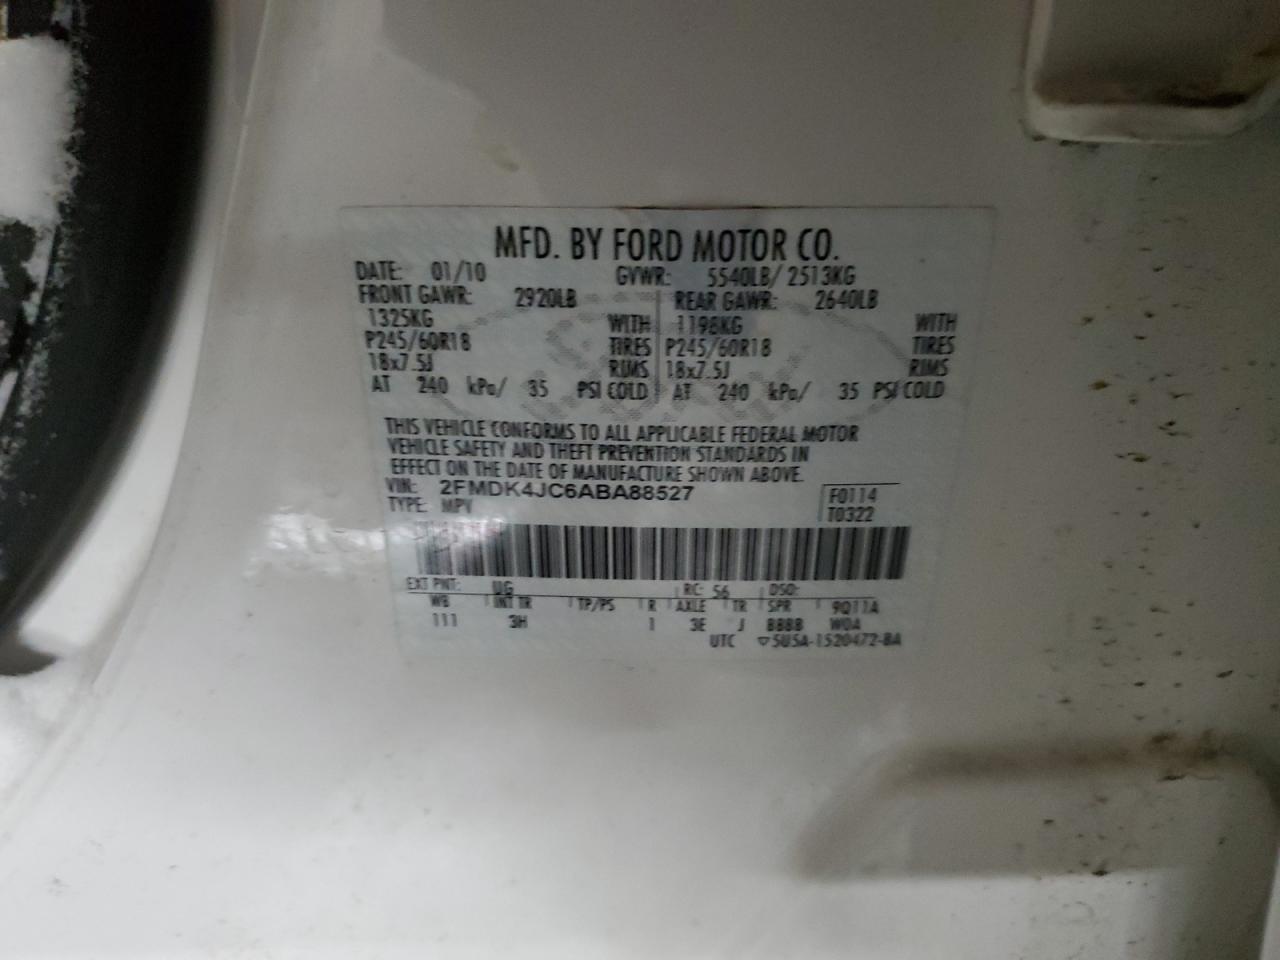 MFD. BY FORD MOTOR CO.
DATE: 01/10 GVWR: 5540LB/ 2513KG
FRONT GAWR: 2920LB REAR GAWR: 2640LB
1325KG WITH 1198KG WITH
P245/60R18 TIRES P245/60R18 TIRES
18x7.5J RIMS 18x7.5J RIMS
AT 240 kPa/ 35 PSI COLD AT 240 kPa/ 35 PSI COLD
THIS VEHICLE CONFORMS TO ALL APPLICABLE FEDERAL MOTOR
VEHICLE SAFETY AND THEFT PREVENTION STANDARDS IN
EFFECT ON THE DATE OF MANUFACTURE SHOWN ABOVE.
VIN: 2FMDK4JC6ABA88527 F0114
TYPE: MPV T0322
EXT PNT: UG RC: 56 DSO:
WB INT TR TP/PS R AXLE TR SPR 9Q11A
111 3H 1 3E J BBBB WOA
UTC ▽5U5A-1520472-BA